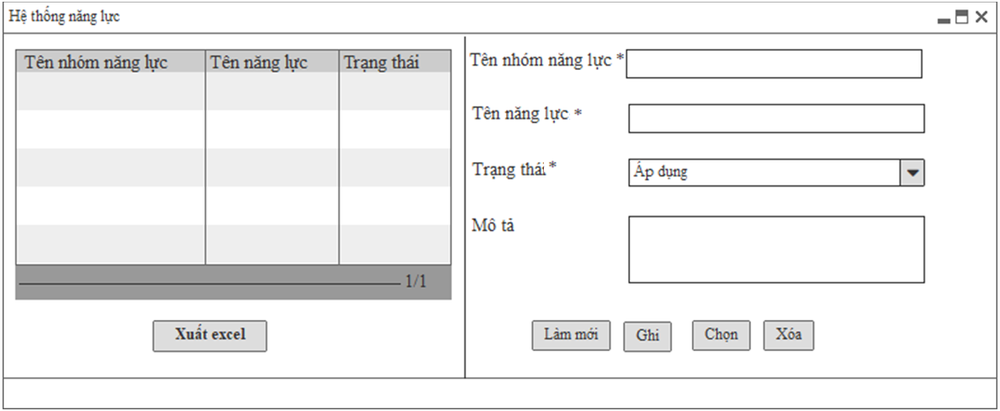 Hệ thống năng lực
Tên nhóm năng lực Tên năng lực Trạng thái
1/1
Xuất excel
Tên nhóm năng lực *
Tên năng lực *
Trạng thái *
Áp dụng
Mô tả
Làm mới Ghi Chọn Xóa